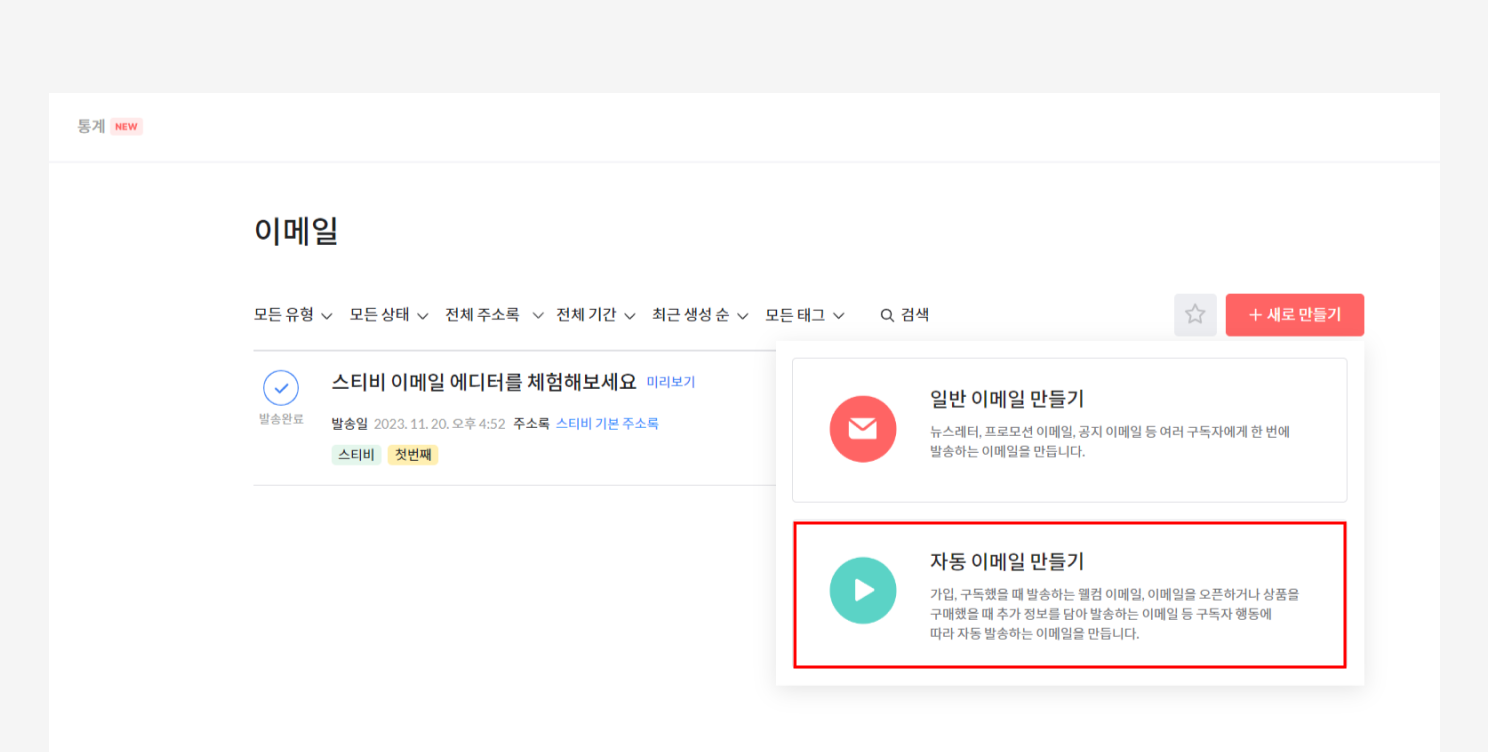 통계 NEW
이메일
모든 유형 모든 상태 전체 주소록 전체 기간 최근 생성 순 모든 태그 검색
+ 새로 만들기
스티비 이메일 에디터를 체험해보세요 미리보기
발송완료
발송일 2023. 11. 20. 오후 4:52 주소록 스티비 기본 주소록
스티비 첫번째
일반 이메일 만들기
뉴스레터, 프로모션 이메일, 공지 이메일 등 여러 구독자에게 한 번에
발송하는 이메일을 만듭니다.
자동 이메일 만들기
가입, 구독했을 때 발송하는 웰컴 이메일, 이메일을 오픈하거나 상품을
구매했을 때 추가 정보를 담아 발송하는 이메일 등 구독자 행동에
따라 자동 발송하는 이메일을 만듭니다.